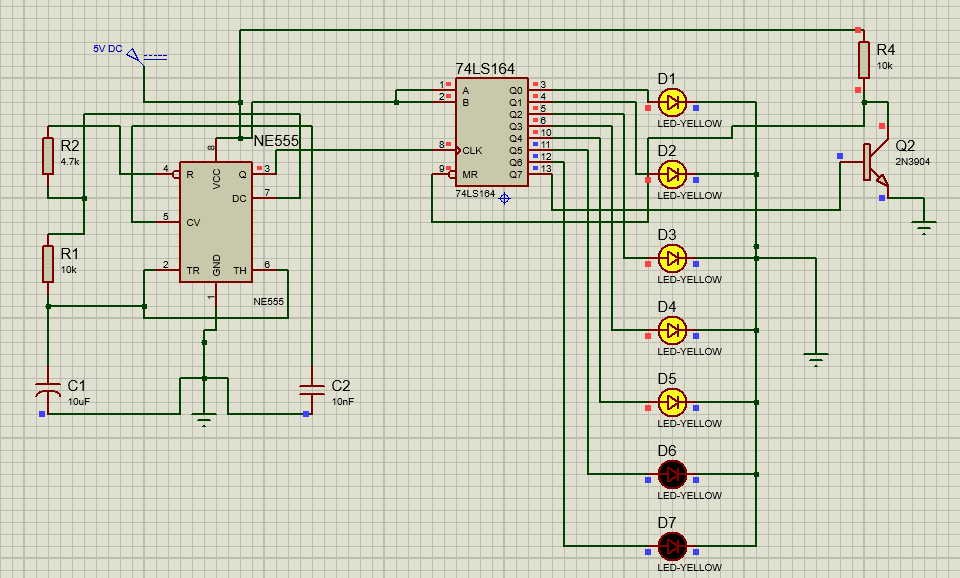 5V DC
R2
4.7k
R1
10k
C1
10uF
C2
10nF
NE555
4
R
5
CV
2
TR
8
VCC
GND
1
Q
3
DC
7
TH
6
NE555
74LS164
1
A
2
B
8
CLK
9
MR
Q0
3
Q1
4
Q2
5
Q3
6
Q4
10
Q5
11
Q6
12
Q7
13
74LS164
D1
LED-YELLOW
D2
LED-YELLOW
D3
LED-YELLOW
D4
LED-YELLOW
D5
LED-YELLOW
D6
LED-YELLOW
D7
LED-YELLOW
R4
10k
Q2
2N3904